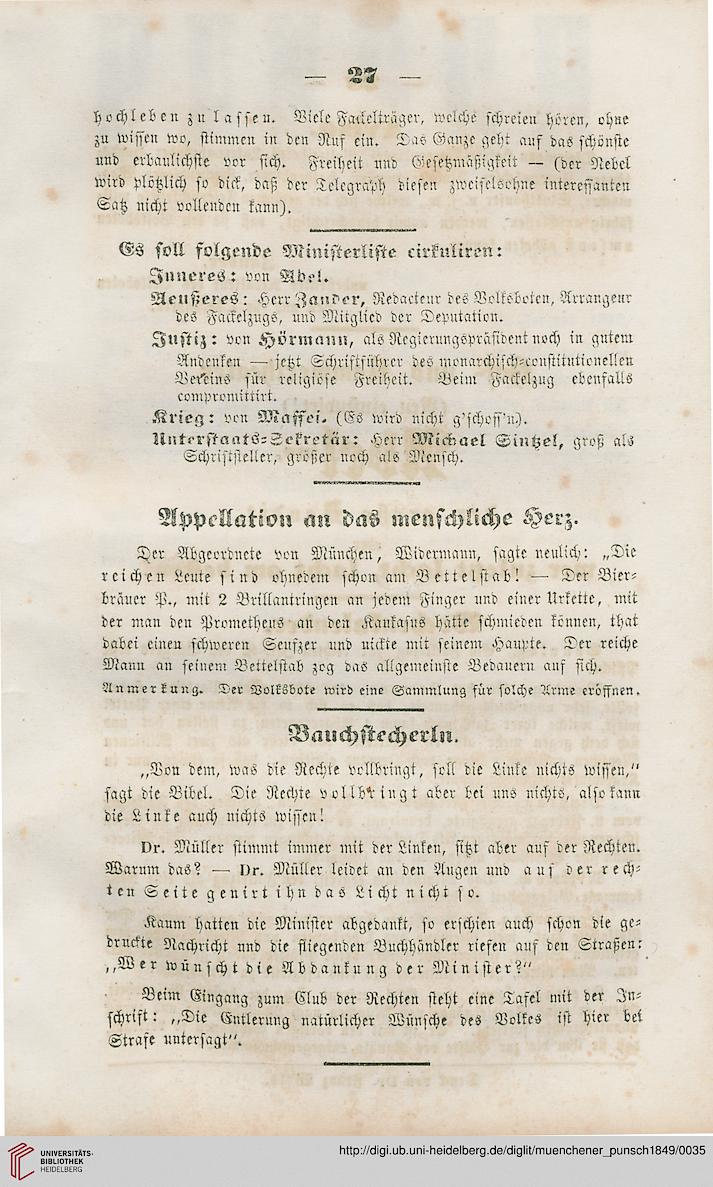 — 27 —
hochleben zu lassen. Viele Fackelträger, welche schreien hören, ohne
zu wissen wo, stimmen in den Ruf ein. Das Ganze geht auf das schönste
und erbaulichste vor sich. Freiheit und Gesetzmäßigkeit — (der Nebel
wird plötzlich so dick, daß der Telegraph diesen zweifelsohne interessanten
Satz nicht vollenden kann).
Es soll folgende Ministerliste cirkuliren:
Inneres: von Abel.
Aeußeres: Herr Zander, Redacteur des Volksboten, Arrangeur
des Fackelzugs, und Mitglied der Deputation.
Justiz: von Hörmann, als Regierungspräsident noch in gutem
Andenken — jetzt Schriftführer des monarchisch-constitutionellen
Vereins für religiöse Freiheit. Beim Fackelzug ebenfalls
compromittirt.
Krieg: von Massei. (Es wird nicht g'schoss'n).
Unterstaats-Sekretär: Herr Michael Sintzel, groß als
Schriftsteller, größer noch als Mensch.
Appellation an das menschliche Herz.
Der Abgeordnete von München, Widermann, sagte neulich: „Die
reichen Leute sind ohnedem schon am Bettelstab! — Der Bier-
bräuer P., mit 2 Brillantringen an jedem Finger und einer Urkette, mit
der man den Prometheus an den Kaukasus hätte schmieden können, that
dabei einen schweren Seufzer und nickte mit seinem Haupte. Der reiche
Mann an seinem Bettelstab zog das allgemeinste Bedauern auf sich.
Anmerkung. Der Volksbote wird eine Sammlung für solche Arme eröffnen.
Bauchstecherln.
„Von dem, was die Rechte vollbringt, soll die Linke nichts wissen,"
sagt die Bibel. Die Rechte vollbringt aber bei uns nichts, also kann
die Linke auch nichts wissen!
Dr. Müller stimmt immer mit der Linken, sitzt aber auf der Rechten.
Warum das? — Dr. Müller leidet an den Augen und auf der rech-
ten Seite genirt ihn das Licht nicht so.
Kaum hatten die Minister abgedankt, so erschien auch schon die ge-
druckte Nachricht und die fliegenden Buchhändler riefen auf den Straßen:
„Wer wünscht die Abdankung der Minister?"
Beim Eingang zum Club der Rechten steht eine Tafel mit der In-
schrift: „Die Entlerung natürlicher Wünsche des Volkes ist hier bei
Strafe untersagt".
UNIVERSITÄTS-
BIBLIOTHEK
HEIDELBERG
http://digi.ub.uni-heidelberg.de/diglit/muenchener_punsch1849/0035